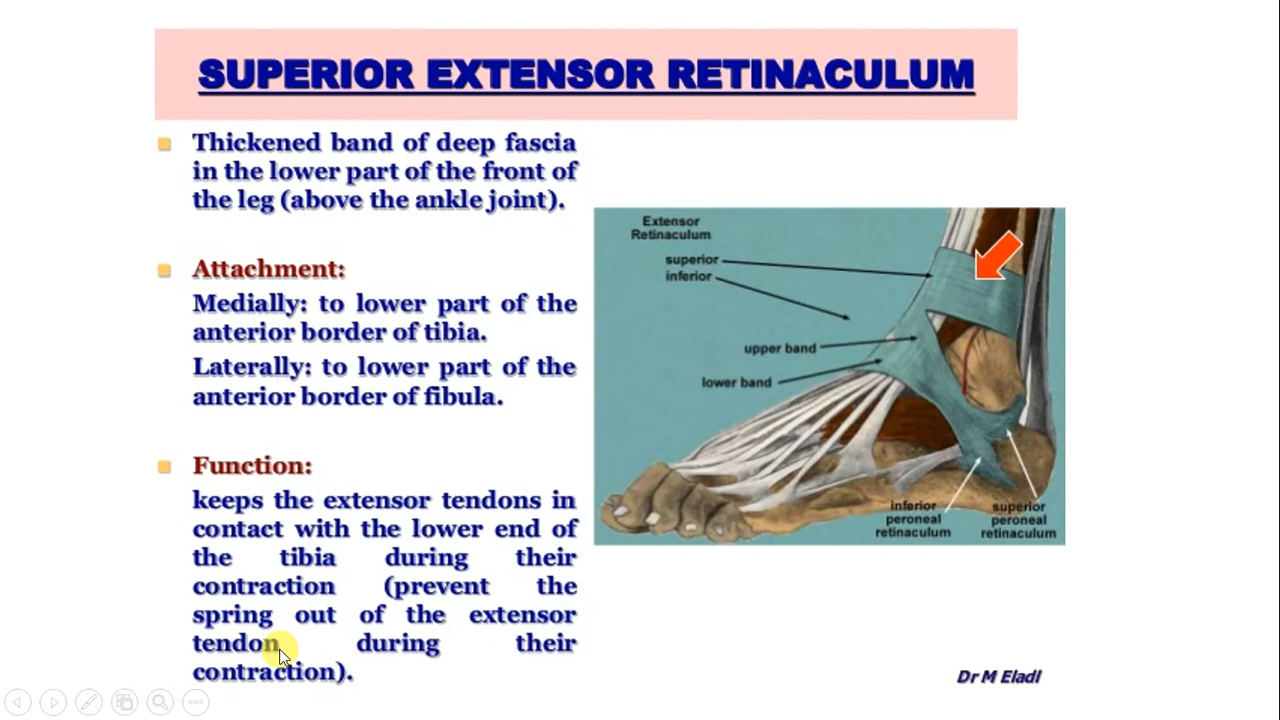 SUPERIOR EXTENSOR RETINACULUM
Thickened band of deep fascia
in the lower part of the front of
the leg (above the ankle joint).
Attachment:
Medially: to lower part of the
anterior border of tibia.
Laterally: to lower part of the
anterior border of fibula.
Function:
keeps the extensor tendons in
contact with the lower end of
the tibia during their
contraction (prevent the
spring out of the extensor
tendon during their
contraction).
Extensor
Retinaculum
superior
inferior
upper band
lower band
inferior
peroneal
retinaculum
superior
peroneal
retinaculum
Dr M Eladl